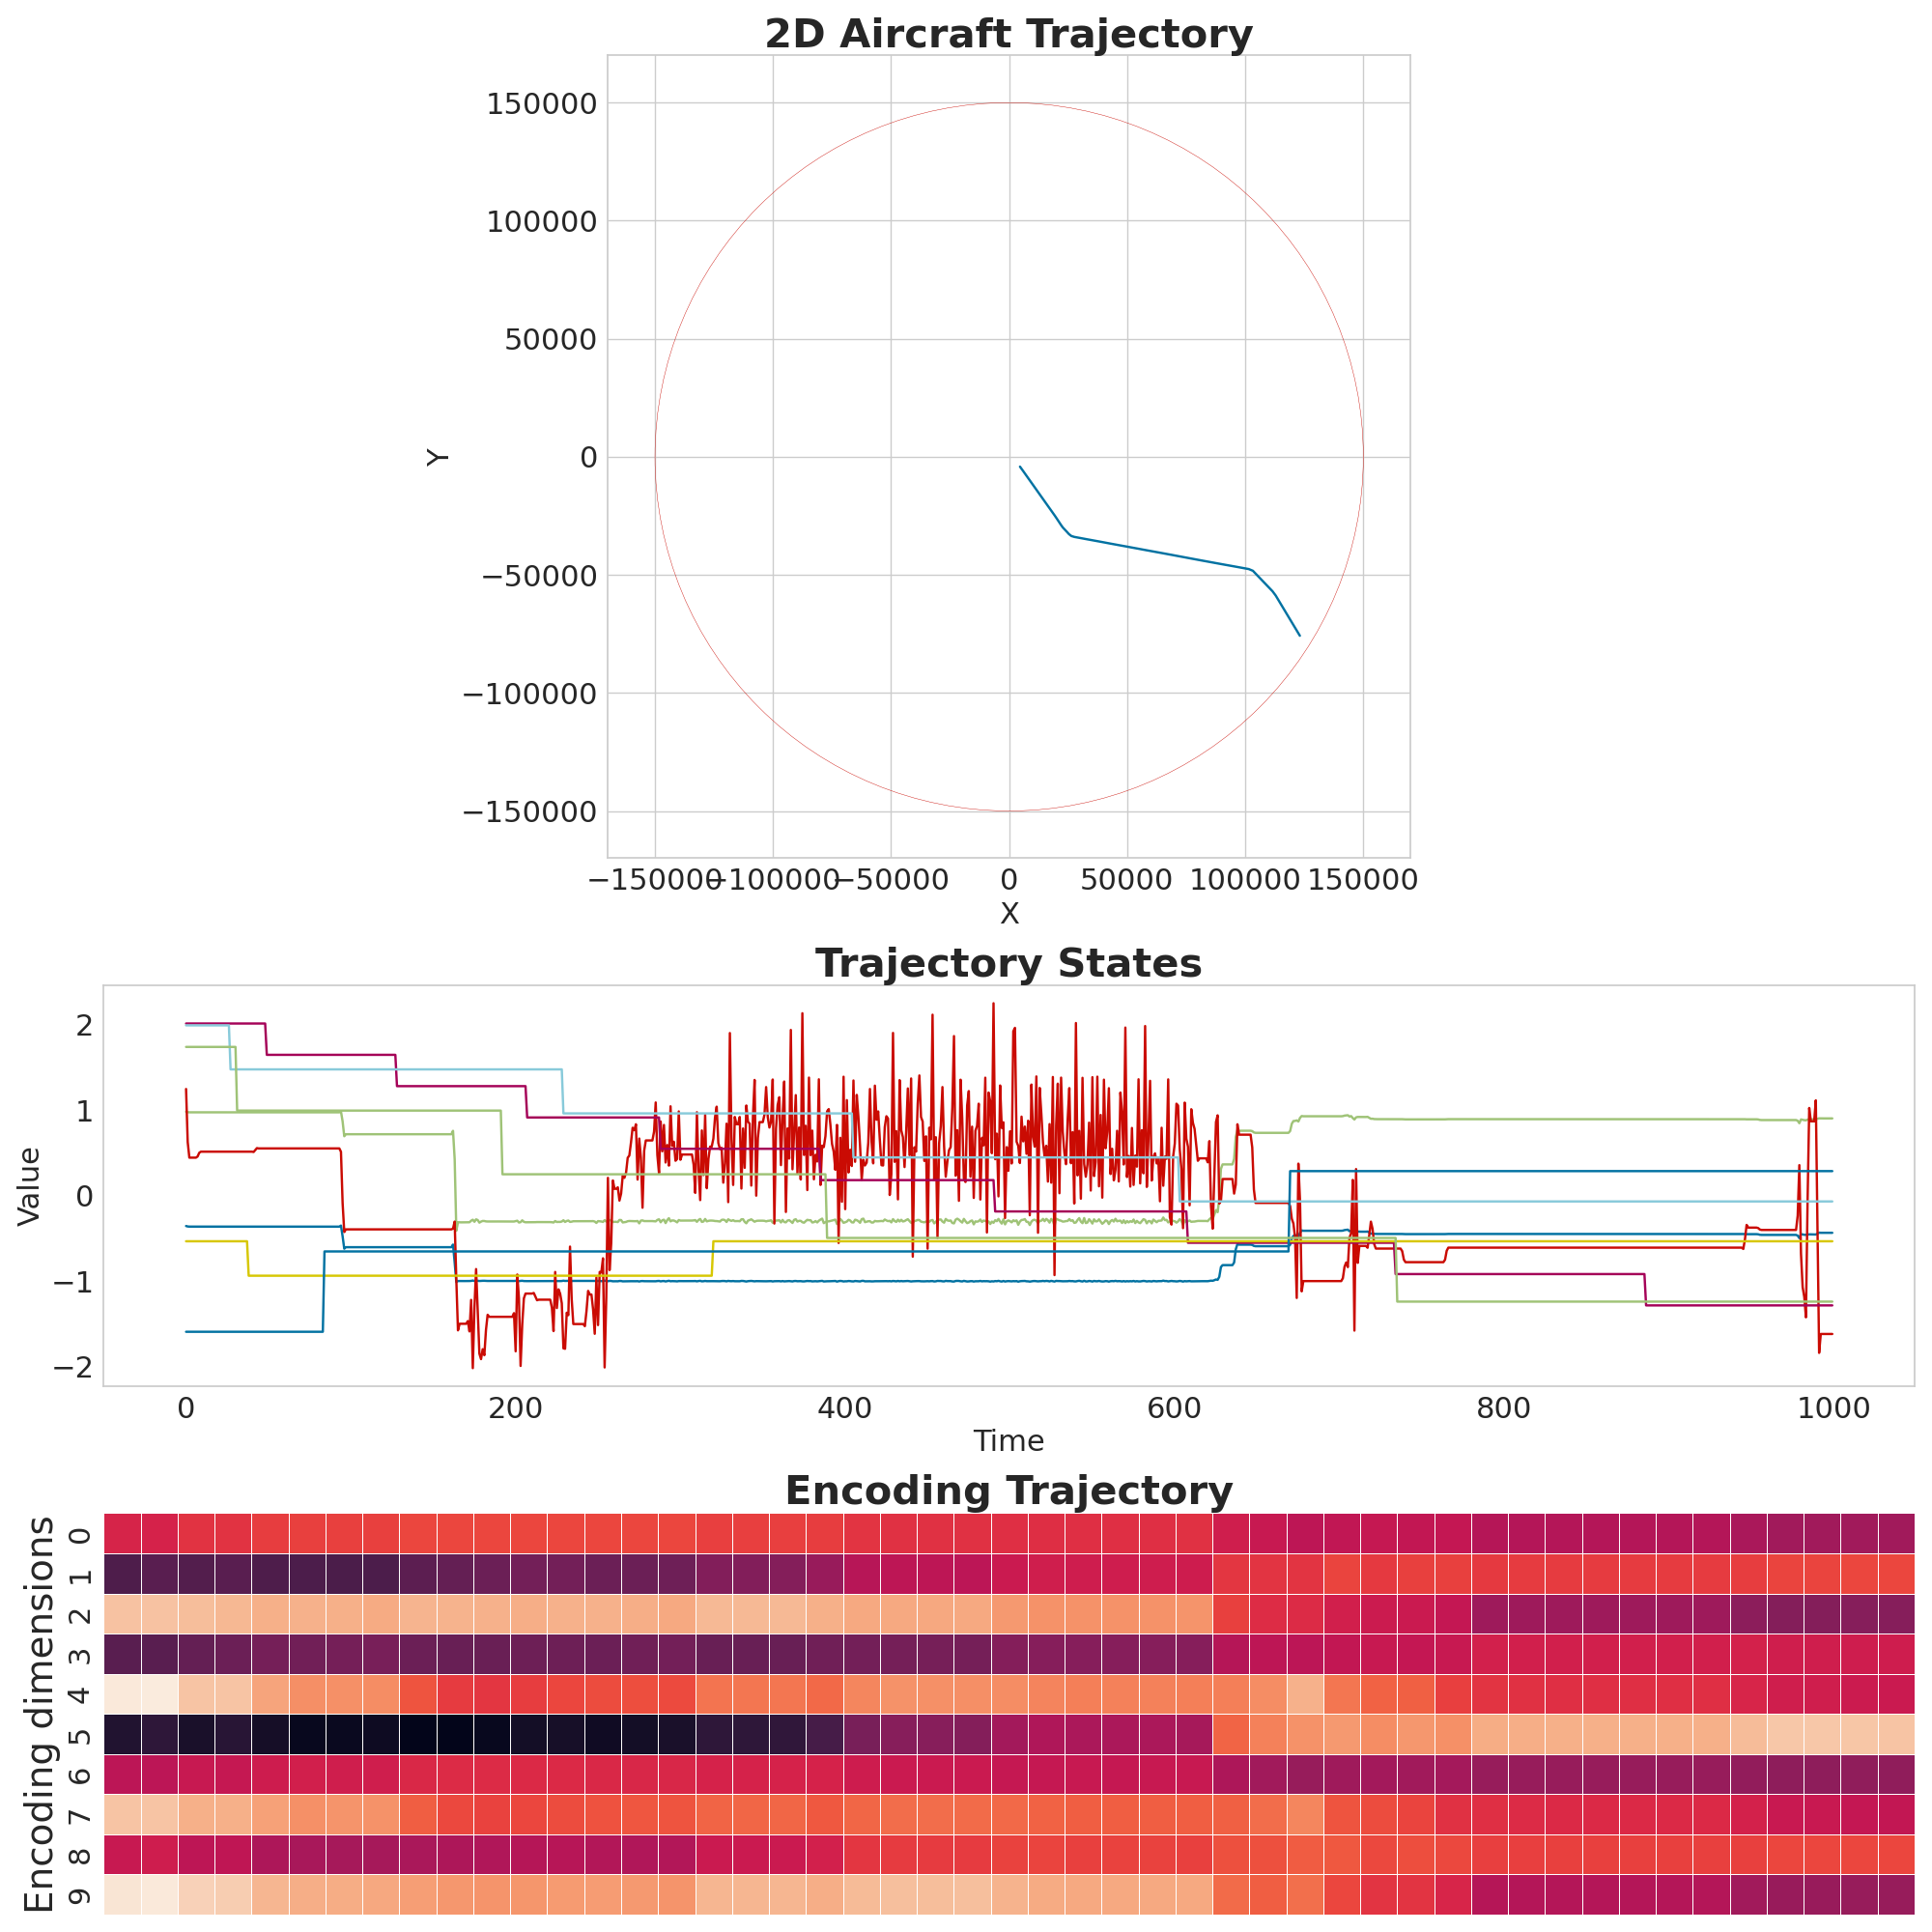 2D Aircraft Trajectory
150000
100000
50000
0
−50000
−100000
−150000
Y
−150000 −100000 −50000 0 50000 100000 150000
X
Trajectory States
2
1
0
−1
−2
Value
0 200 400 600 800 1000
Time
Encoding Trajectory
Encoding dimensions
0
1
2
3
4
5
6
7
8
9